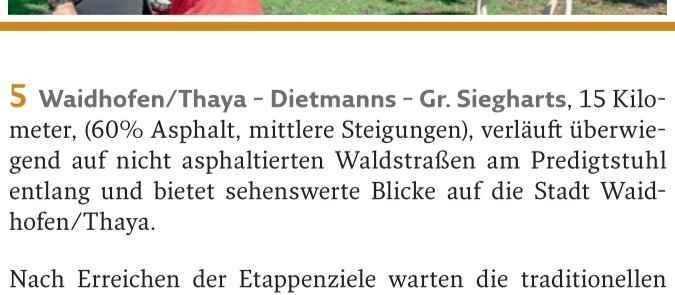 5 Waidhofen/Thaya – Dietmanns – Gr. Siegharts, 15 Kilo-
meter, (60% Asphalt, mittlere Steigungen), verläuft überwie-
gend auf nicht asphaltierten Waldstraßen am Predigtstuhl
entlang und bietet sehenswerte Blicke auf die Stadt Waid-
hofen/Thaya.
Nach Erreichen der Etappenziele warten die traditionellen